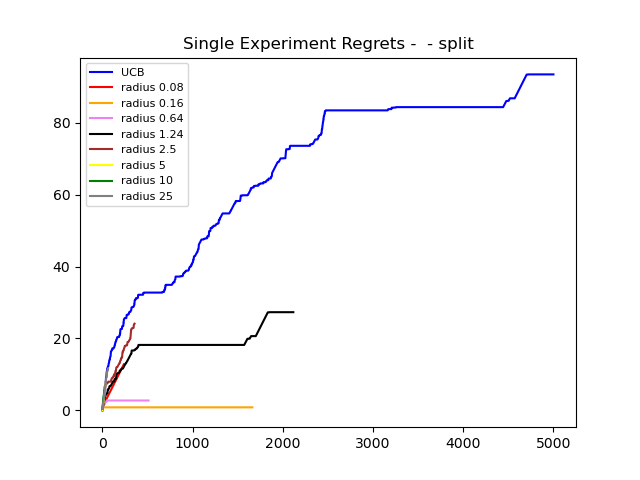 Single Experiment Regrets -  - split
UCB
radius 0.08
radius 0.16
radius 0.64
radius 1.24
radius 2.5
radius 5
radius 10
radius 25
80
60
40
20
0
0 1000 2000 3000 4000 5000